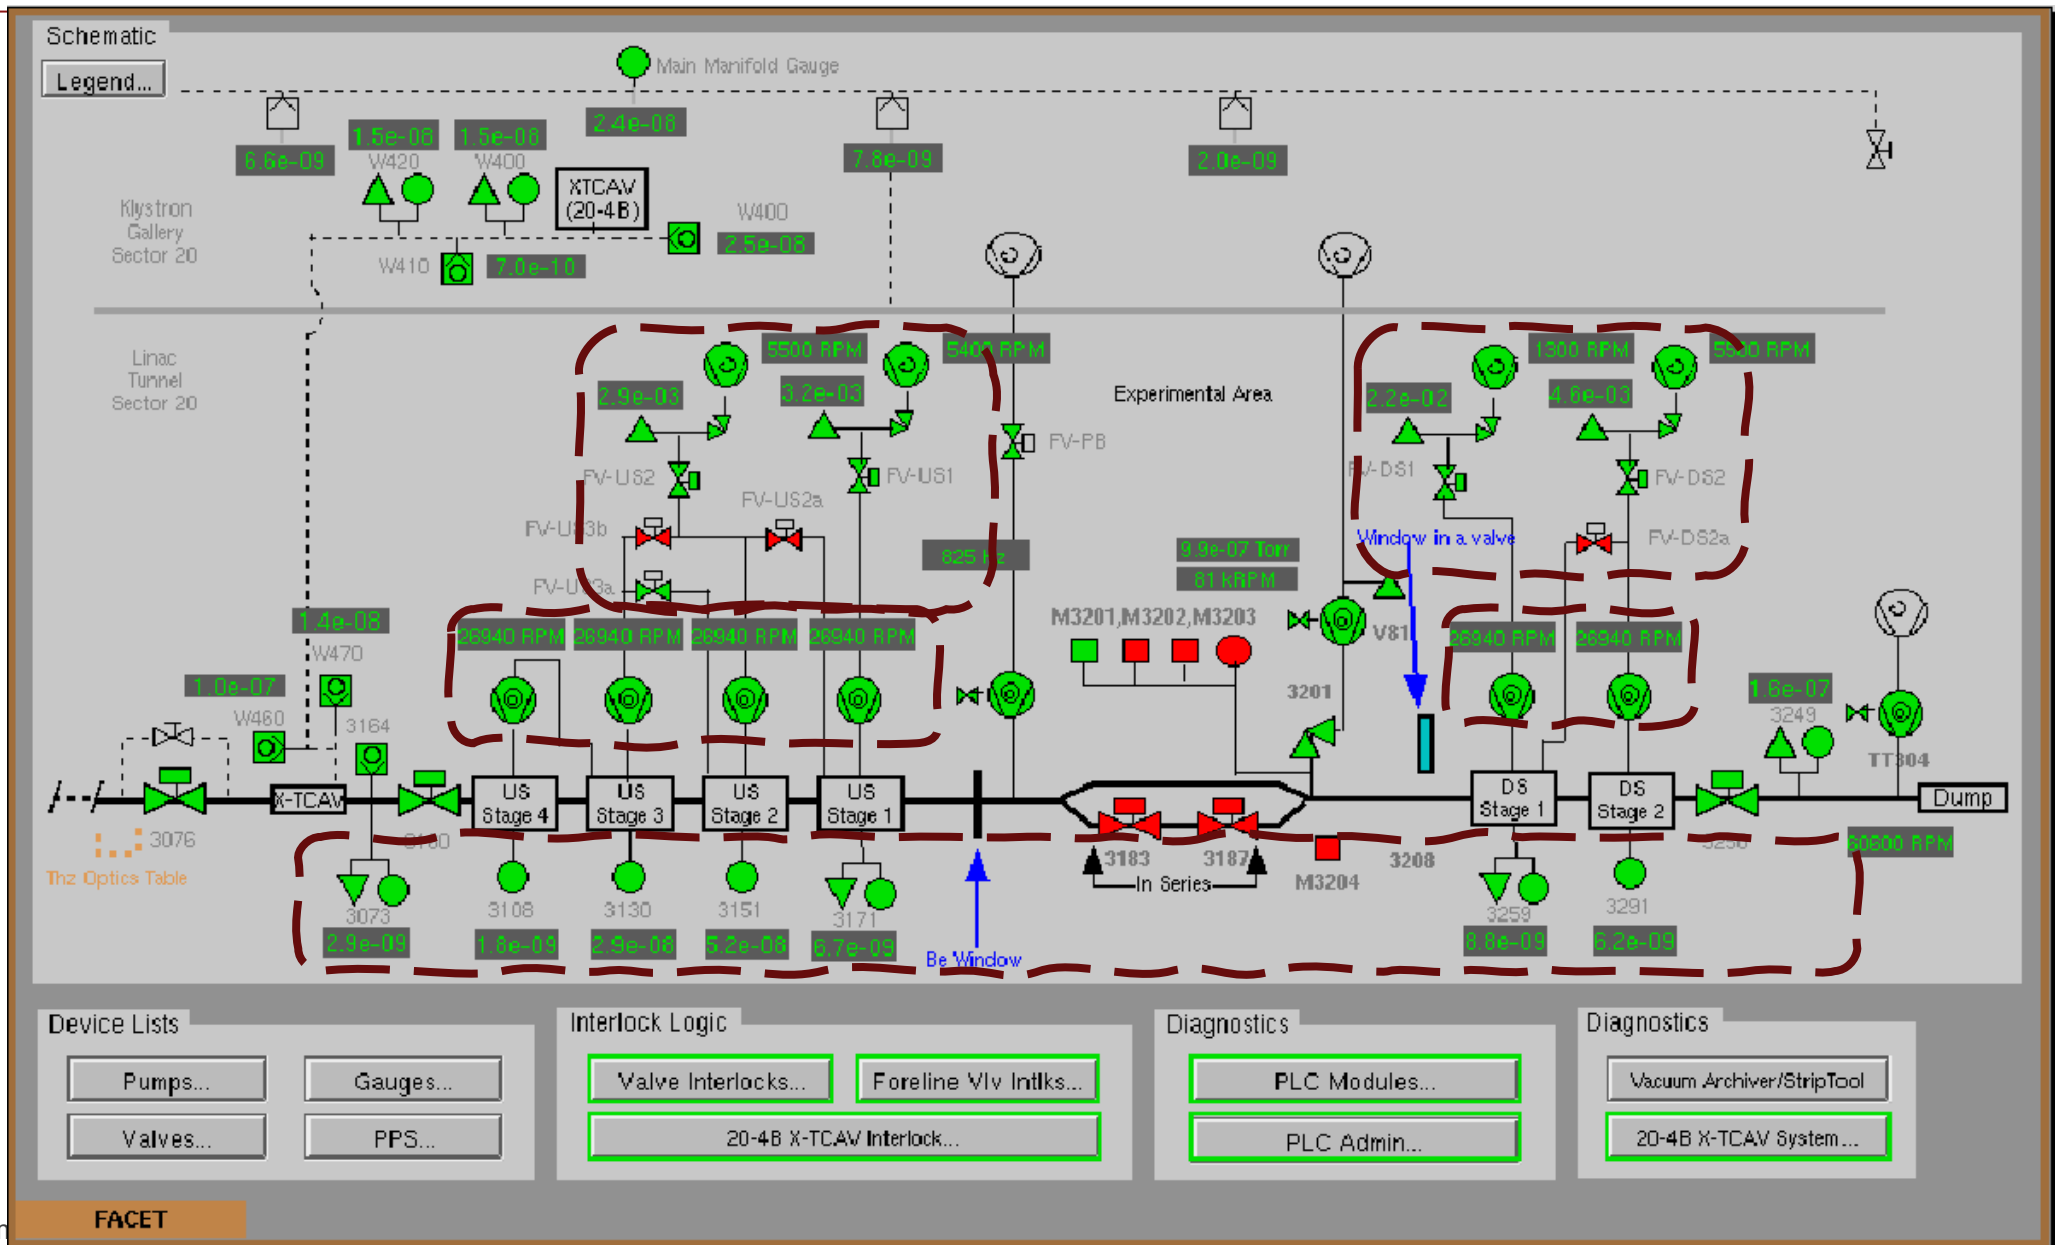 Schematic
Legend...
Main Manifold Gauge
2.4e-08
6.6e-09
1.5e-08
1.5e-08
7.8e-09
2.0e-09
W420
W400
XTCAV
(20-4B)
Klystron
Gallery
Sector 20
W400
2.5e-08
W410
7.0e-10
Linac
Tunnel
Sector 20
5500 RPM
5400 RPM
1300 RPM
5500 RPM
2.9e-03
3.2e-03
Experimental Area
2.2e-02
4.6e-03
FV-PB
FV-US2
FV-US1
FV-DS1
FV-DS2
FV-US2a
FV-US3b
Window in a valve
FV-DS2a
825 Hz
9.9e-07 Torr
81 kRPM
FV-US3a
1.4e-08
26940 RPM
26940 RPM
26940 RPM
26940 RPM
M3201,M3202,M3203
V81
26940 RPM
26940 RPM
W470
1.0e-07
W460
3164
3201
1.6e-07
3249
TT304
X-TCAV
US
Stage 4
US
Stage 3
US
Stage 2
US
Stage 1
DS
Stage 1
DS
Stage 2
Dump
3076
60600 RPM
Thz Optics Table
3183
3187
In Series
M3204
3208
3073
3108
3130
3151
3171
3259
3291
2.9e-09
1.8e-09
2.9e-08
5.2e-08
6.7e-09
8.8e-09
6.2e-09
Be Window
Device Lists
Pumps...
Gauges...
Valves...
PPS...
Interlock Logic
Valve Interlocks...
Foreline Vlv Intlks...
20-4B X-TCAV Interlock...
Diagnostics
PLC Modules...
PLC Admin...
Diagnostics
Vacuum Archiver/StripTool
20-4B X-TCAV System...
FACET